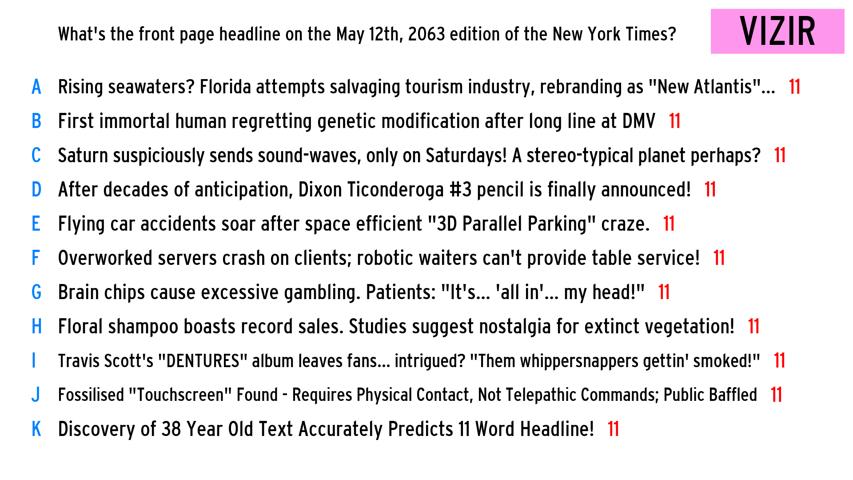 What's the front page headline on the May 12th, 2063 edition of the New York Times?
VIZIR
A Rising seawaters? Florida attempts salvaging tourism industry, rebranding as "New Atlantis"... 11
B First immortal human regretting genetic modification after long line at DMV 11
C Saturn suspiciously sends sound-waves, only on Saturdays! A stereo-typical planet perhaps? 11
D After decades of anticipation, Dixon Ticonderoga #3 pencil is finally announced! 11
E Flying car accidents soar after space efficient "3D Parallel Parking" craze. 11
F Overworked servers crash on clients; robotic waiters can't provide table service! 11
G Brain chips cause excessive gambling. Patients: "It's... 'all in'... my head!" 11
H Floral shampoo boasts record sales. Studies suggest nostalgia for extinct vegetation! 11
I Travis Scott's "DENTURES" album leaves fans... intrigued? "Them whippersnappers gettin' smoked!" 11
J Fossilised "Touchscreen" Found - Requires Physical Contact, Not Telepathic Commands; Public Baffled 11
K Discovery of 38 Year Old Text Accurately Predicts 11 Word Headline! 11